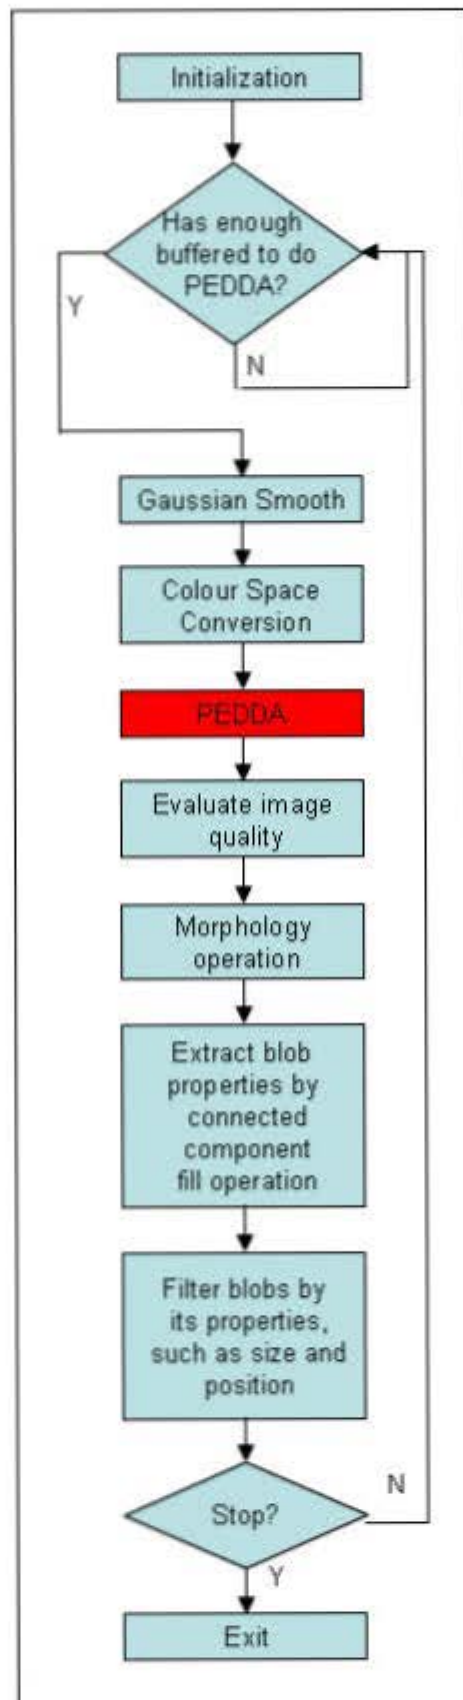 Initialization
Has enough
buffered to do
PEDDA?
Y
N
Gaussian Smooth
Colour Space
Conversion
PEDDA
Evaluate image
quality
Morphology
operation
Extract blob
properties by
connected
component
fill operation
Filter blobs by
its properties,
such as size and
position
N
Stop?
Y
Exit